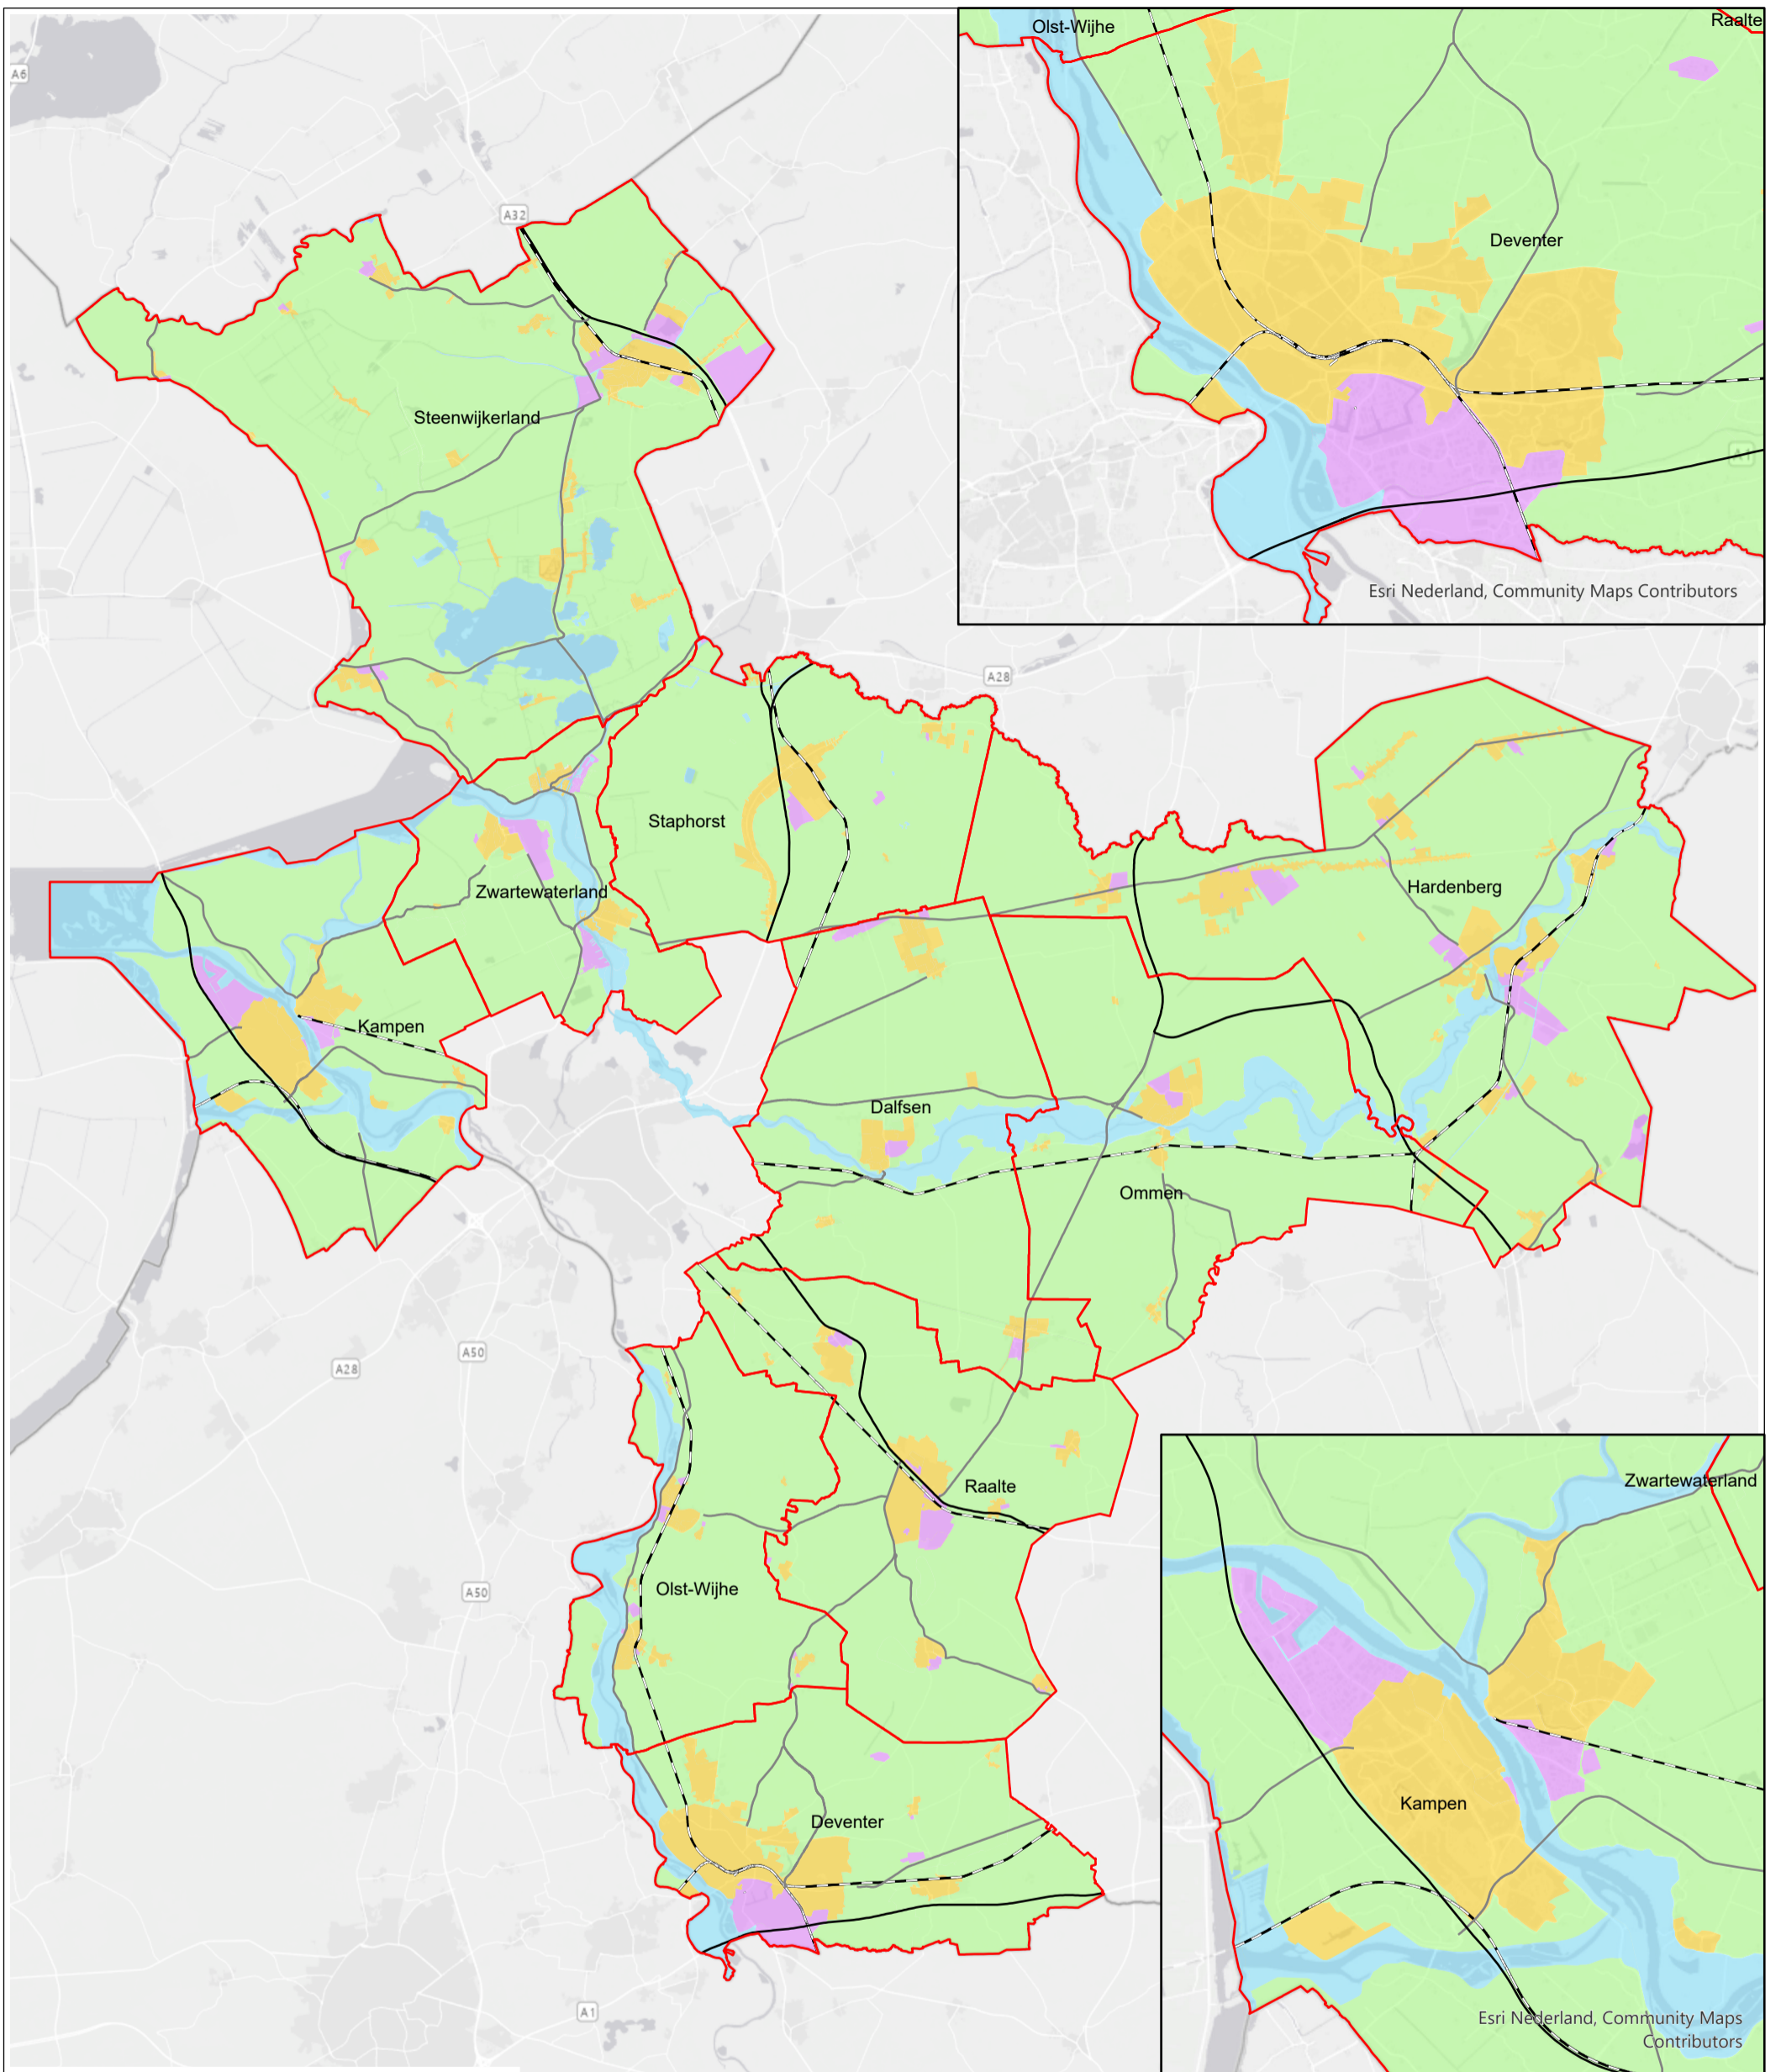 A6
A32
Steenwijkerland
Olst-Wijhe
Raalte
Deventer
A1
Esri Nederland, Community Maps Contributors
A28
Staphorst
Zwartewaterland
Hardenberg
Kampen
Dalfsen
Ommen
A50
A28
Raalte
A50
Olst-Wijhe
Deventer
A1
Zwartewaterland
Kampen
Esri Nederland, Community Maps
Contributors